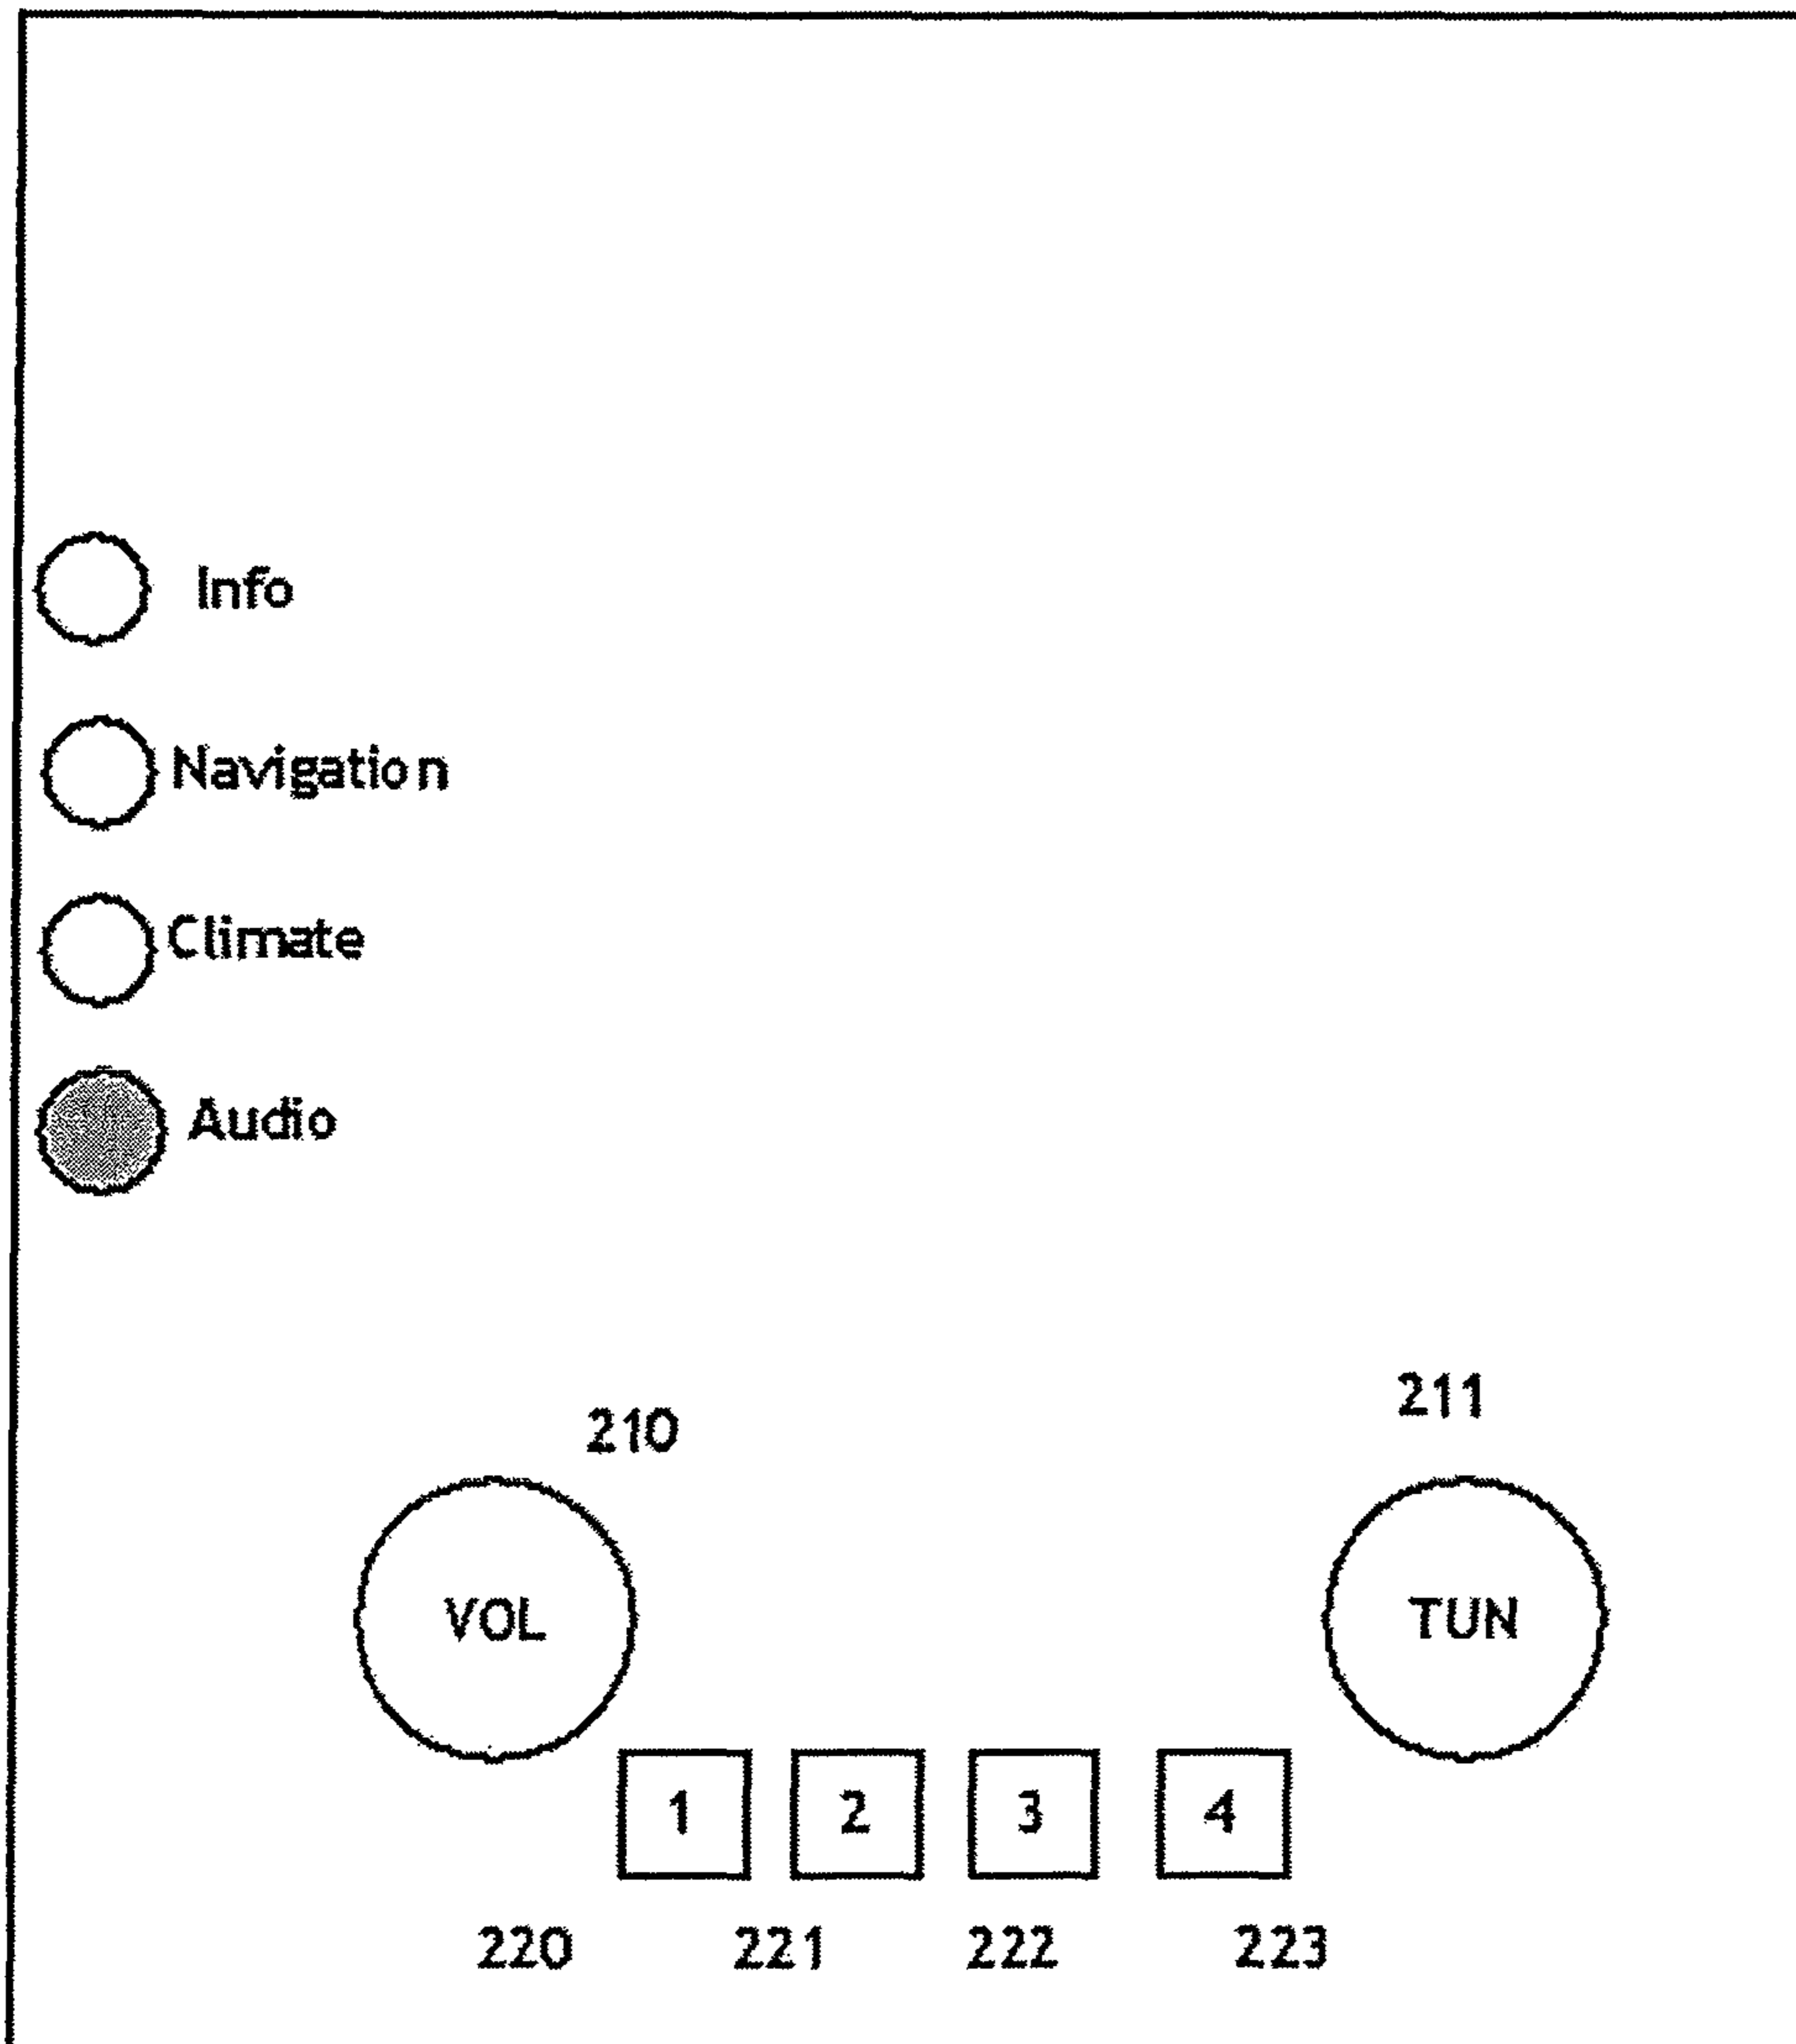 Info
Navigation
Climate
Audio
210
211
VOL
TUN
1 2 3 4
220 221 222 223